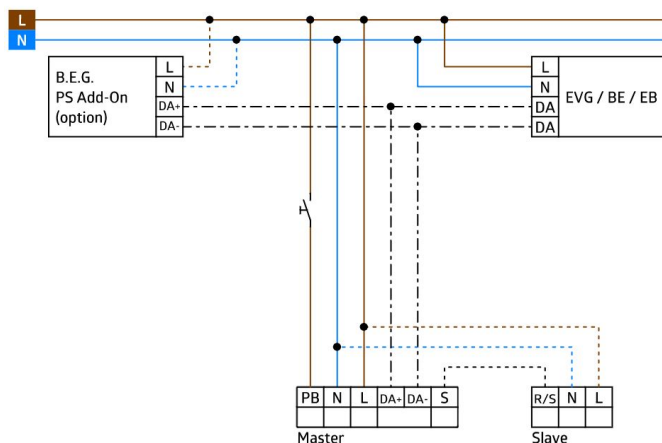 L
N
B.E.G.
PS Add-On
(option)
L
N
DA+
DA-
L
N
DA
DA
EVG / BE / EB
PB N L DA+ DA- S
Master
R/S N L
Slave